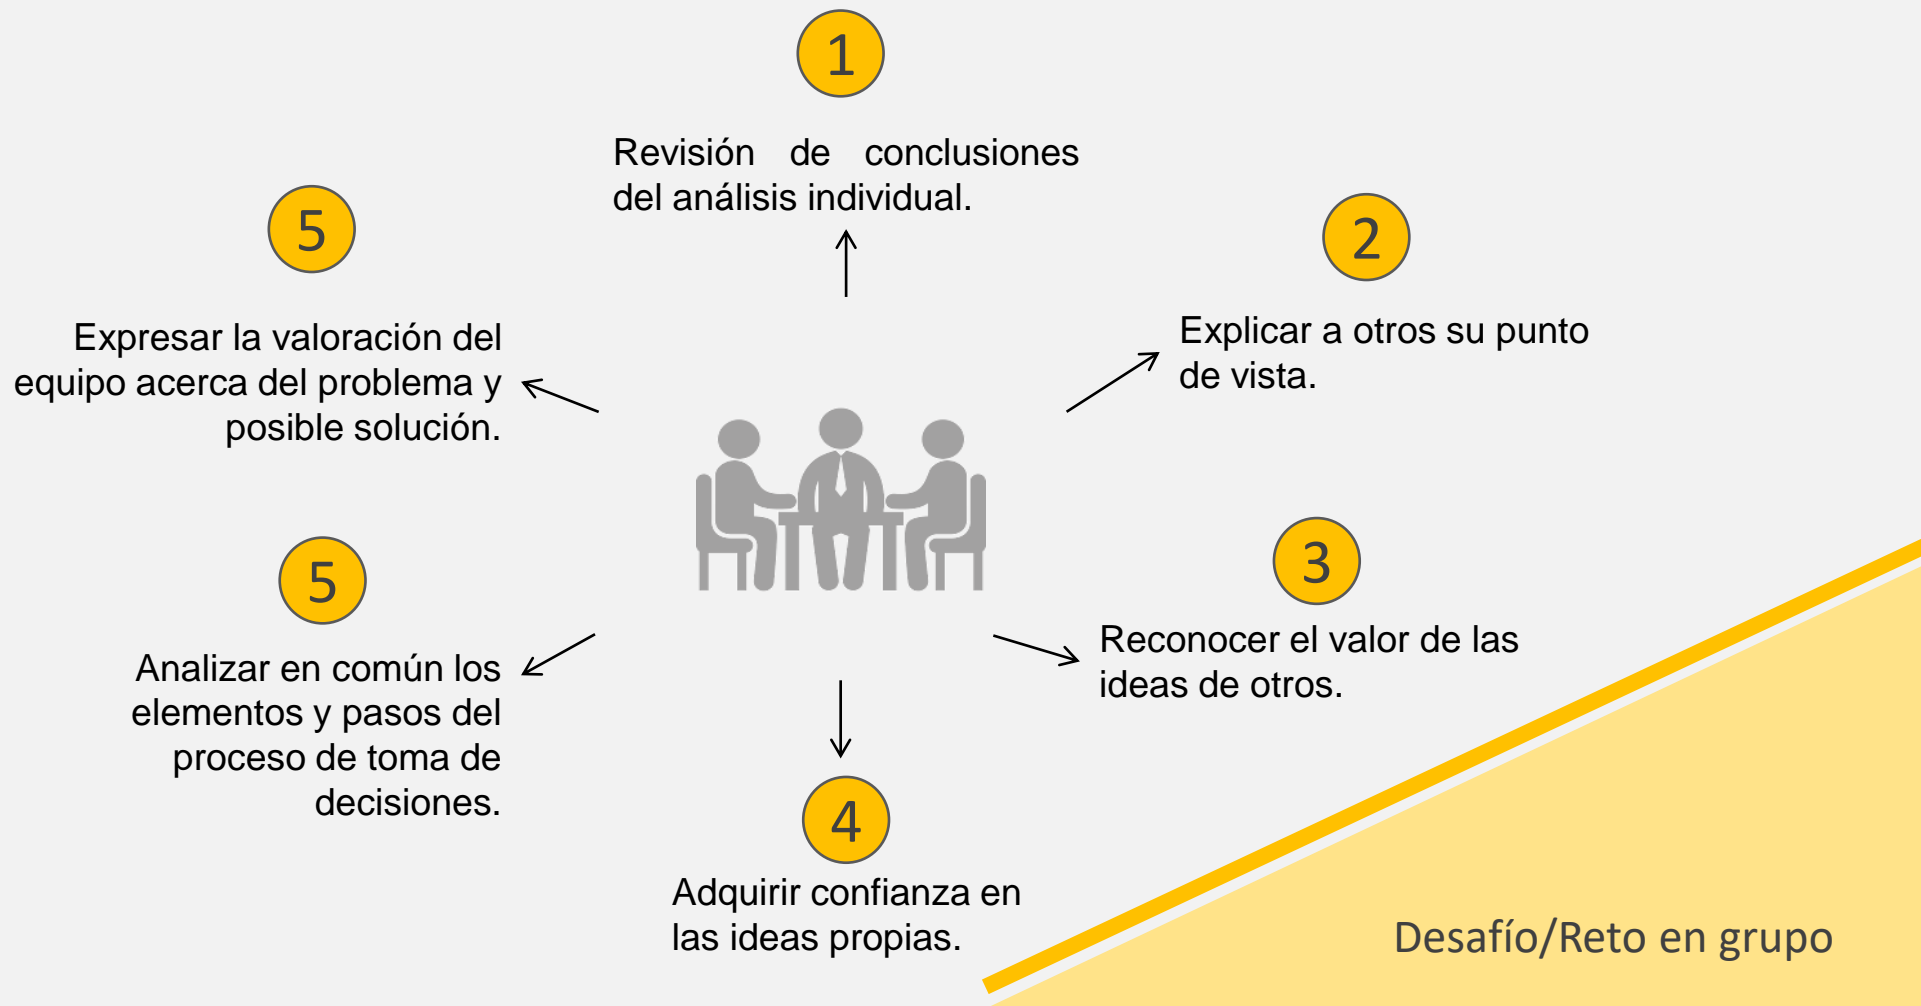 1
Revisión de conclusiones
del análisis individual.
2
Explicar a otros su punto
de vista.
3
Reconocer el valor de las
ideas de otros.
4
Adquirir confianza en
las ideas propias.
5
Analizar en común los
elementos y pasos del
proceso de toma de
decisiones.
5
Expresar la valoración del
equipo acerca del problema y
posible solución.
Desafío/Reto en grupo